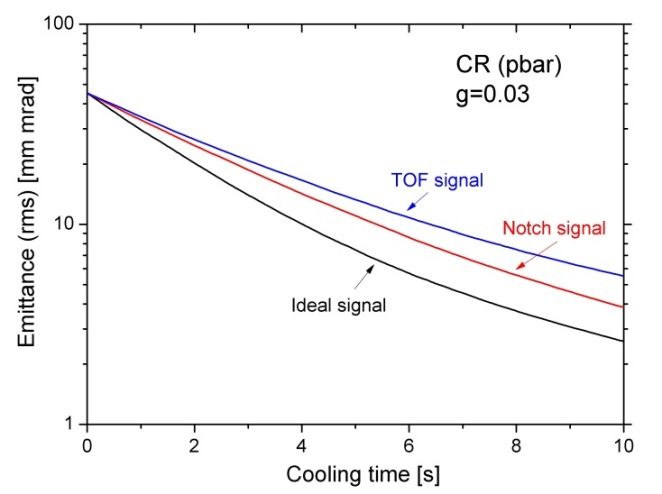 100
10
1
Emittance (rms) [mm mrad]
CR (pbar)
g=0.03
TOF signal
Notch signal
Ideal signal
0 2 4 6 8 10
Cooling time [s]